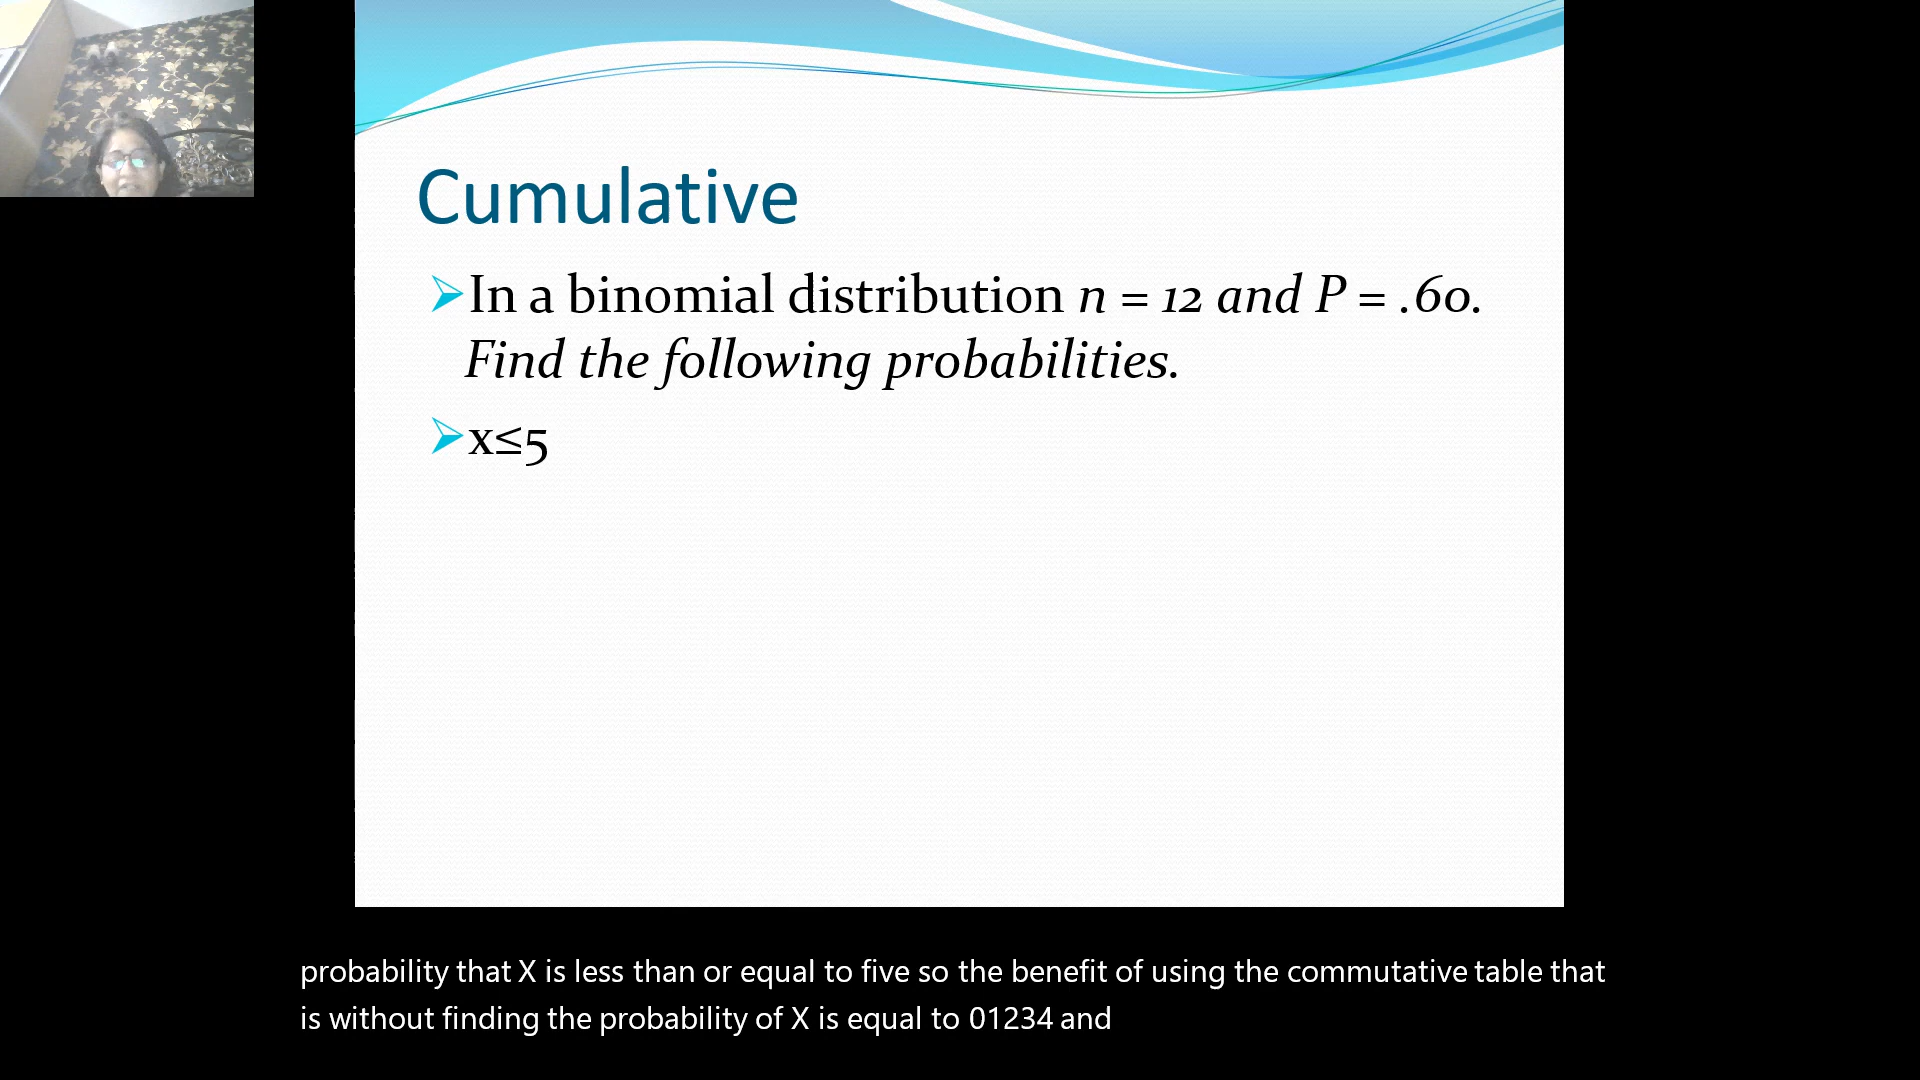 Cumulative
In a binomial distribution n = 12 and P = .60.
Find the following probabilities.
x≤5
probability that X is less than or equal to five so the benefit of using the commutative table that
is without finding the probability of X is equal to 01234 and